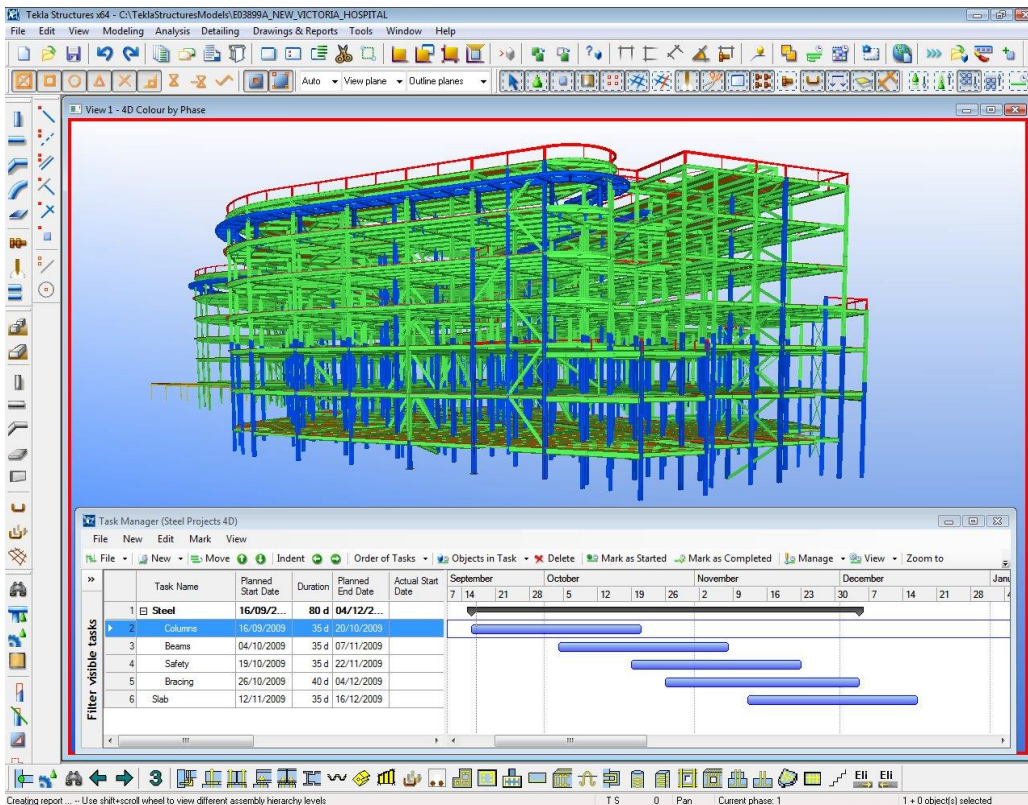 Tekla Structures x64 - C:\TeklaStructuresModels\E03899A_NEW_VICTORIA_HOSPITAL
File Edit View Modeling Analysis Detailing Drawings & Reports Tools Window Help
Auto View plane Outline planes
View 1 - 4D Colour by Phase
Task Manager (Steel Projects 4D)
File New Edit Mark View
File New Move Indent Order of Tasks Objects in Task Delete Mark as Started Mark as Completed Manage View Zoom to
» Task Name Planned Start Date Duration Planned End Date Actual Start Date September October November December Janu
7 14 21 28 5 12 19 26 2 9 16 23 30 7 14 21 28 4
Filter visible tasks
1 Steel 16/09/2... 80 d 04/12/2...
2 Columns 16/09/2009 35 d 20/10/2009
3 Beams 04/10/2009 35 d 07/11/2009
4 Safety 19/10/2009 35 d 22/11/2009
5 Bracing 26/10/2009 40 d 04/12/2009
6 Slab 12/11/2009 35 d 16/12/2009
3 Eli Eli
Creating report ... -- Use shift+scroll wheel to view different assembly hierarchy levels T S 0 Pan Current phase: 1 1 + 0 object(s) selected